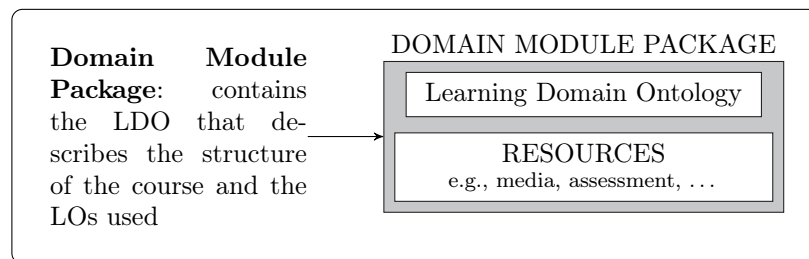 Domain Module
Package: contains
the LDO that de-
scribes the structure
of the course and the
LOs used
DOMAIN MODULE PACKAGE
Learning Domain Ontology
RESOURCES
e.g., media, assessment, ...